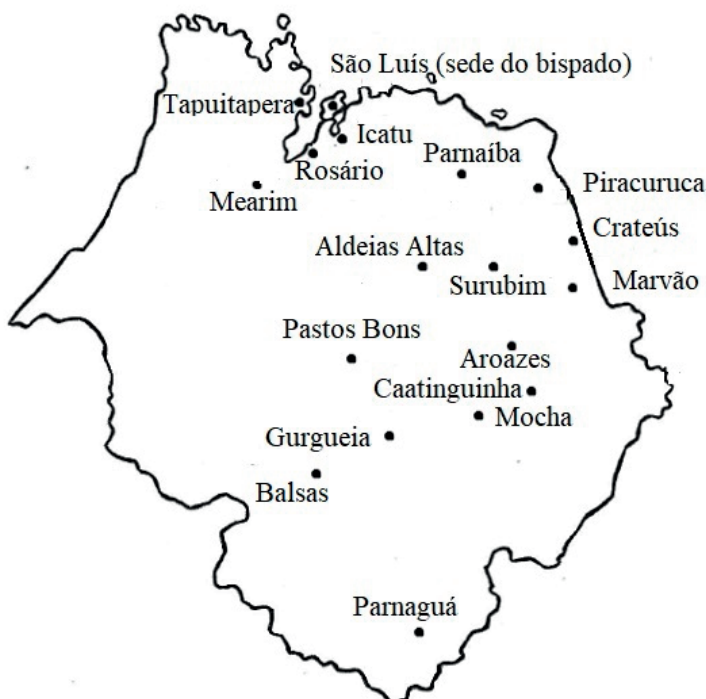 São Luís (sede do bispado)
Tapuitapera
Icatu
Parnaíba
Rosário
Piracuruca
Mearim
Crateús
Aldeias Altas
Surubim
Marvão
Pastos Bons
Aroazes
Caatinguinha
Mocha
Gurgueia
Balsas
Parnaguá